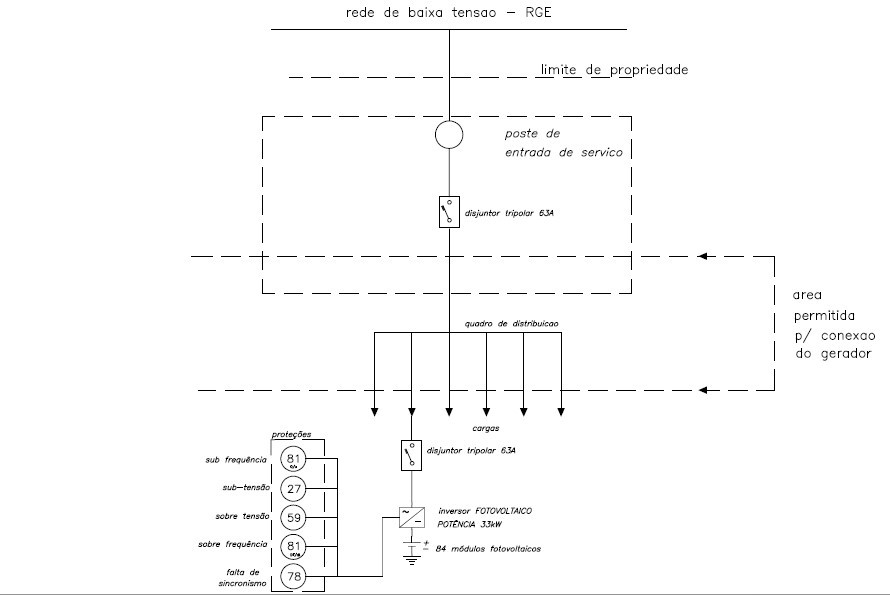 rede de baixa tensao - RGE
limite de propriedade
poste de
entrada de servico
disjuntor tripolar 63A
area
permitida
p/ conexao
do gerador
quadro de distribuicao
cargas
proteções
disjuntor tripolar 63A
sub frequência
81
sub-tensão
27
sobre tensão
59
inversor FOTOVOLTAICO
POTÊNCIA 33kW
sobre frequência
81
84 módulos fotovoltaicos
falta de
sincronismo
78